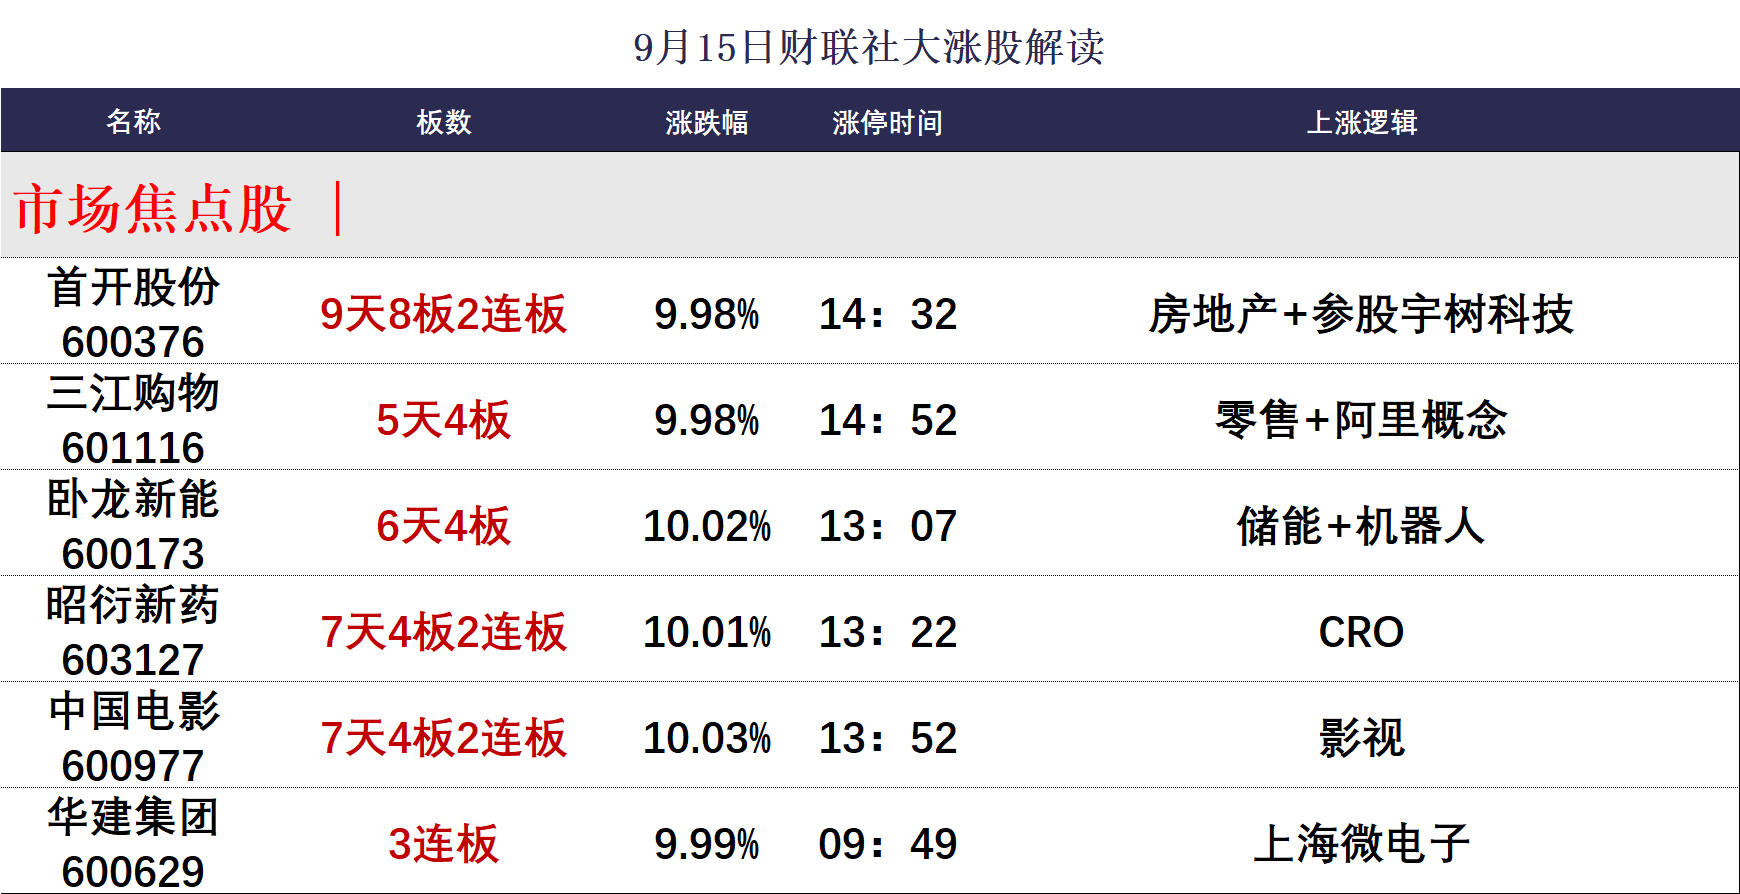 9月15日财联社大涨股解读
名称 板数 涨跌幅 涨停时间 上涨逻辑
市场焦点股 |
首开股份
600376 9天8板2连板 9.98% 14：32 房地产+参股宇树科技
三江购物
601116 5天4板 9.98% 14：52 零售+阿里概念
卧龙新能
600173 6天4板 10.02% 13：07 储能+机器人
昭衍新药
603127 7天4板2连板 10.01% 13：22 CRO
中国电影
600977 7天4板2连板 10.03% 13：52 影视
华建集团
600629 3连板 9.99% 09：49 上海微电子